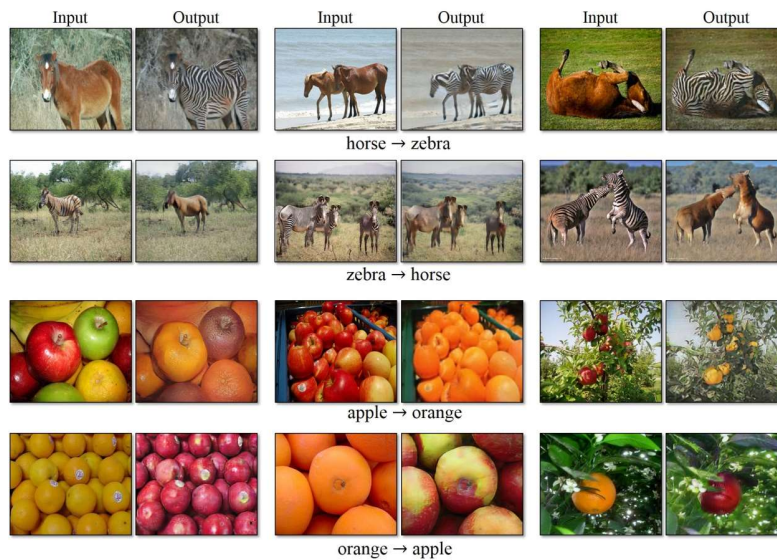 Input Output Input Output Input Output
horse → zebra
zebra → horse
apple → orange
orange → apple